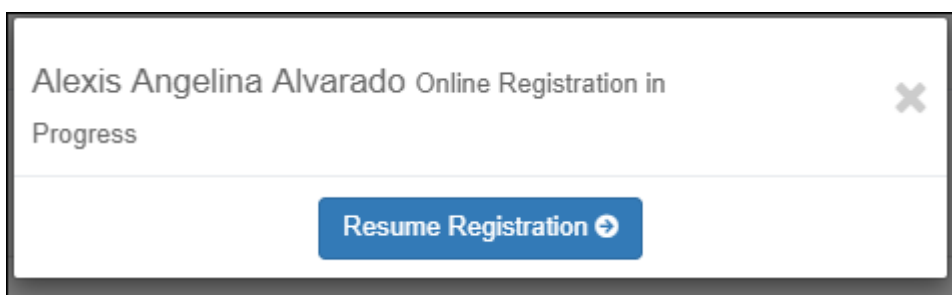 Alexis Angelina Alvarado Online Registration in
Progress
Resume Registration